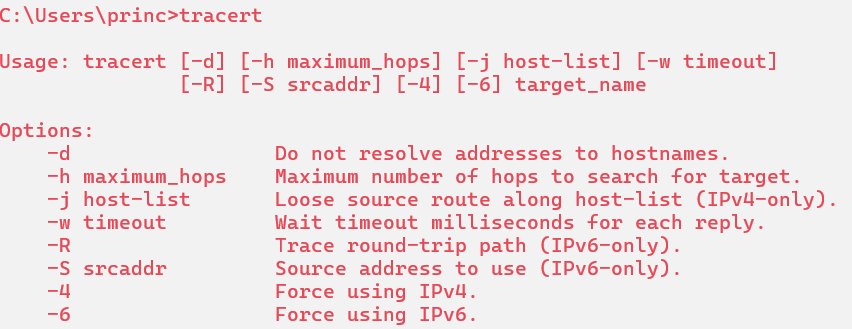 C:\Users\princ>tracert
Usage: tracert [-d] [-h maximum_hops] [-j host-list] [-w timeout]
[-R] [-S srcaddr] [-4] [-6] target_name
Options:
-d Do not resolve addresses to hostnames.
-h maximum_hops Maximum number of hops to search for target.
-j host-list Loose source route along host-list (IPv4-only).
-w timeout Wait timeout milliseconds for each reply.
-R Trace round-trip path (IPv6-only).
-S srcaddr Source address to use (IPv6-only).
-4 Force using IPv4.
-6 Force using IPv6.